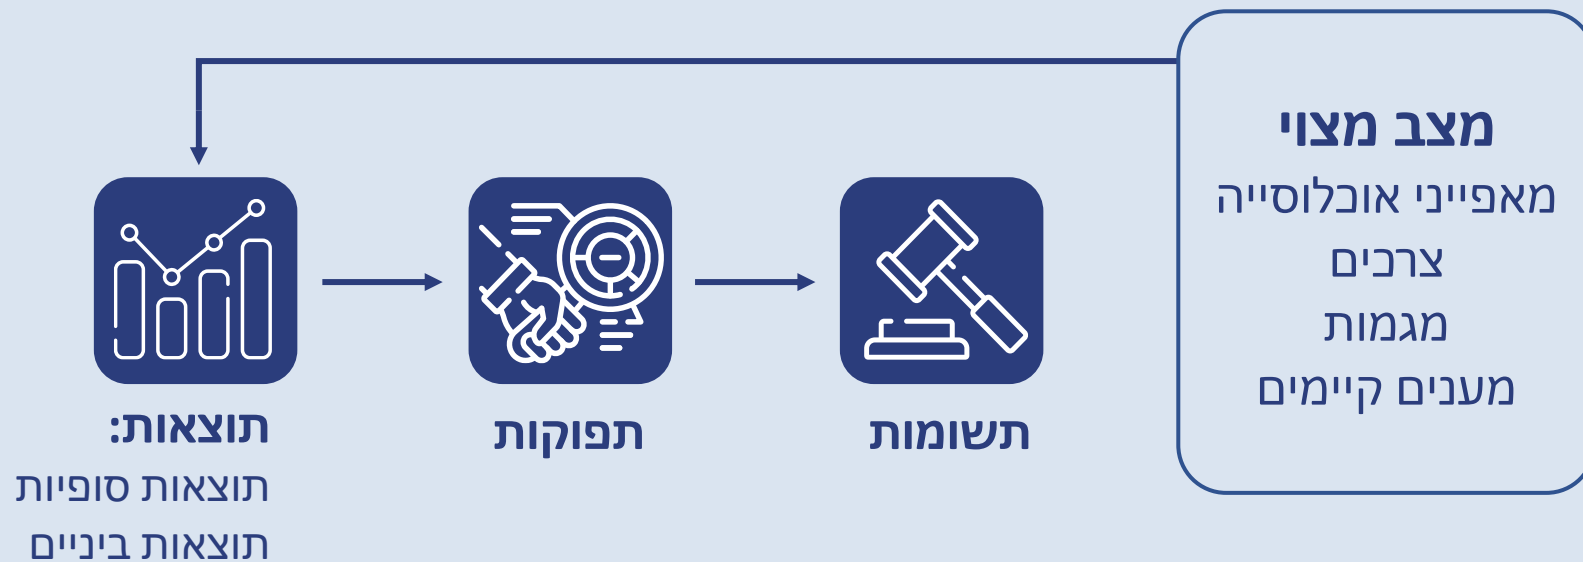 מצב מצוי
מאפייני אוכלוסייה
צרכים
מגמות
מענים קיימים
תשומות
תפוקות
תוצאות:
תוצאות סופיות
תוצאות ביניים